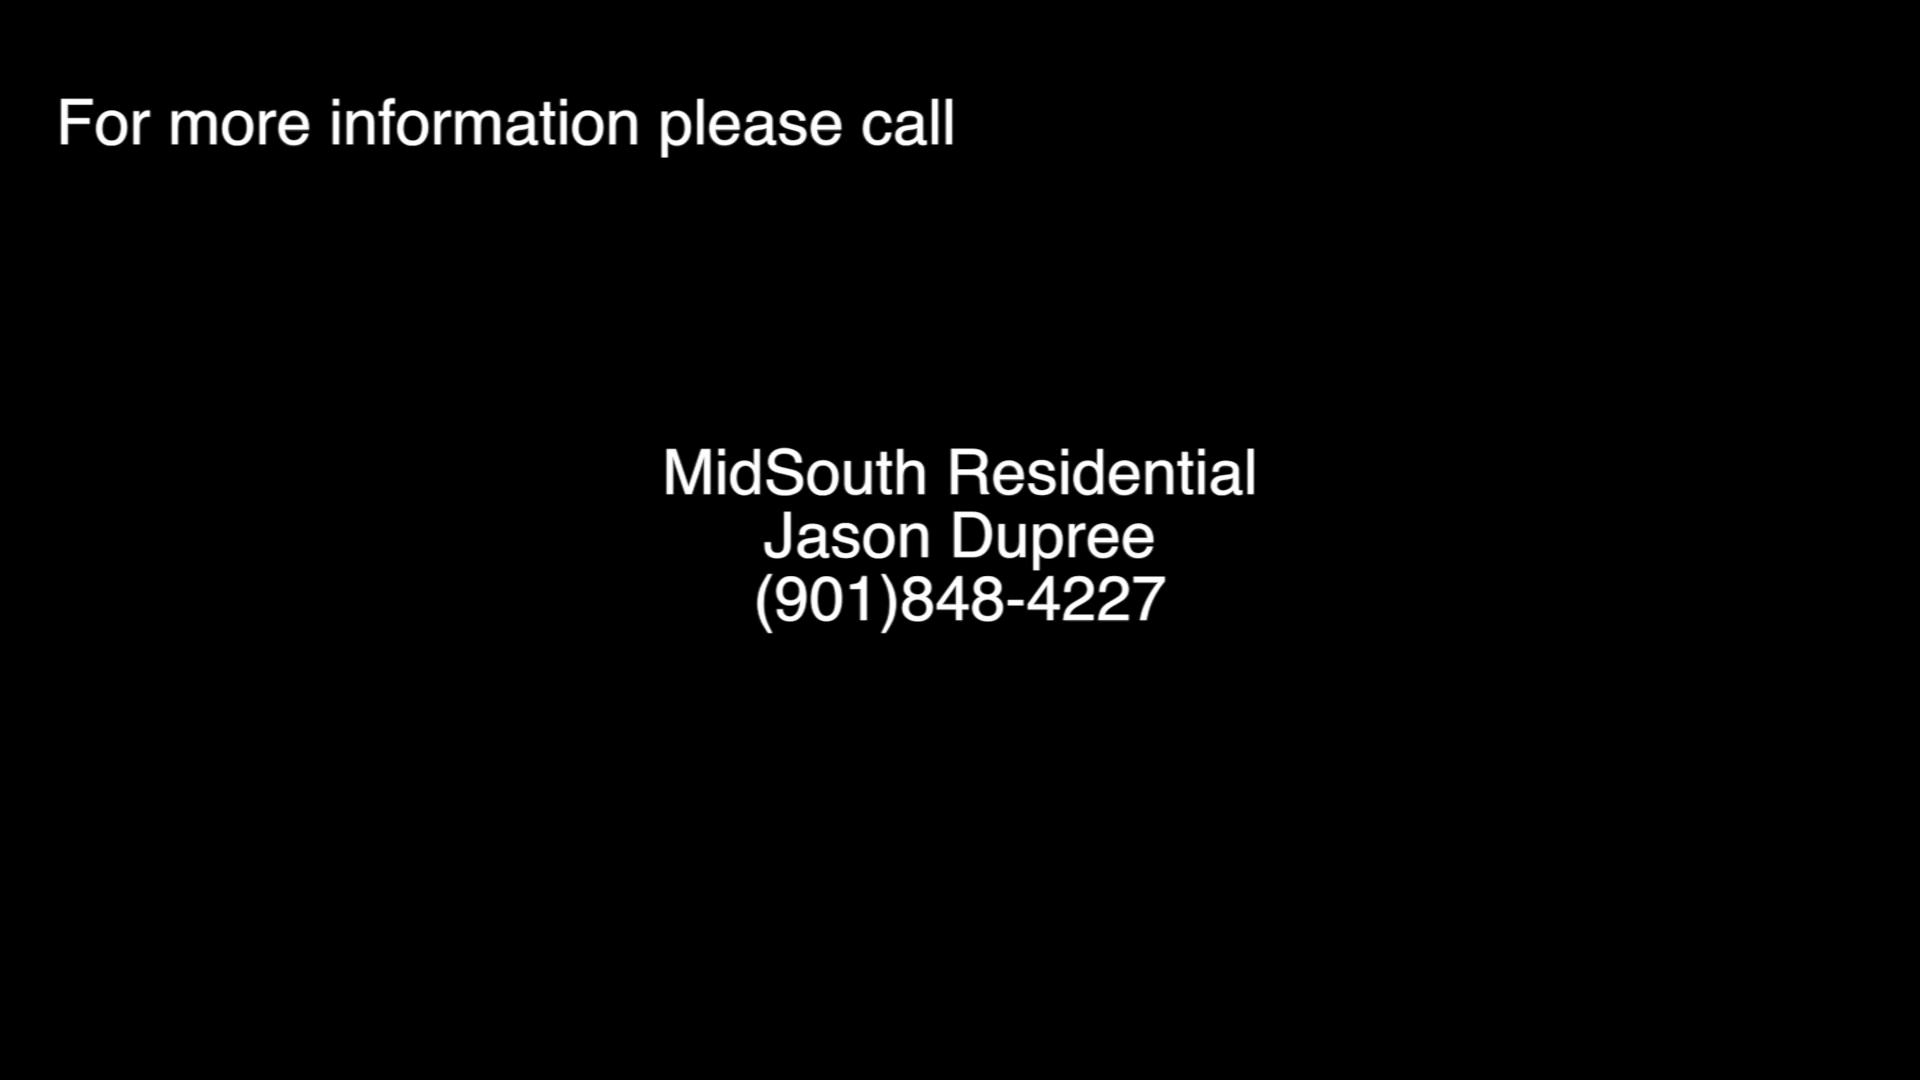 For more information please call
MidSouth Residential
Jason Dupree
(901)848-4227